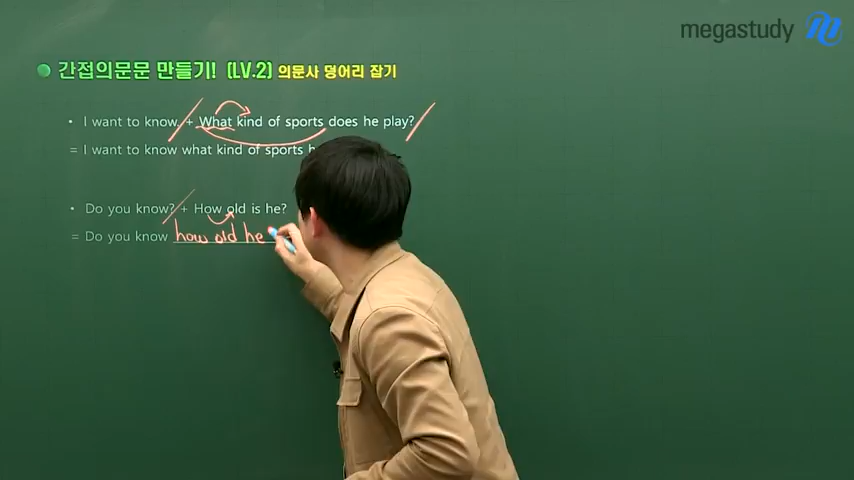 megastudy
간접의문문 만들기! (LV.2) 의문사 덩어리 잡기
• I want to know. + What kind of sports does he play?
= I want to know what kind of sports h
• Do you know? + How old is he?
= Do you know how old he